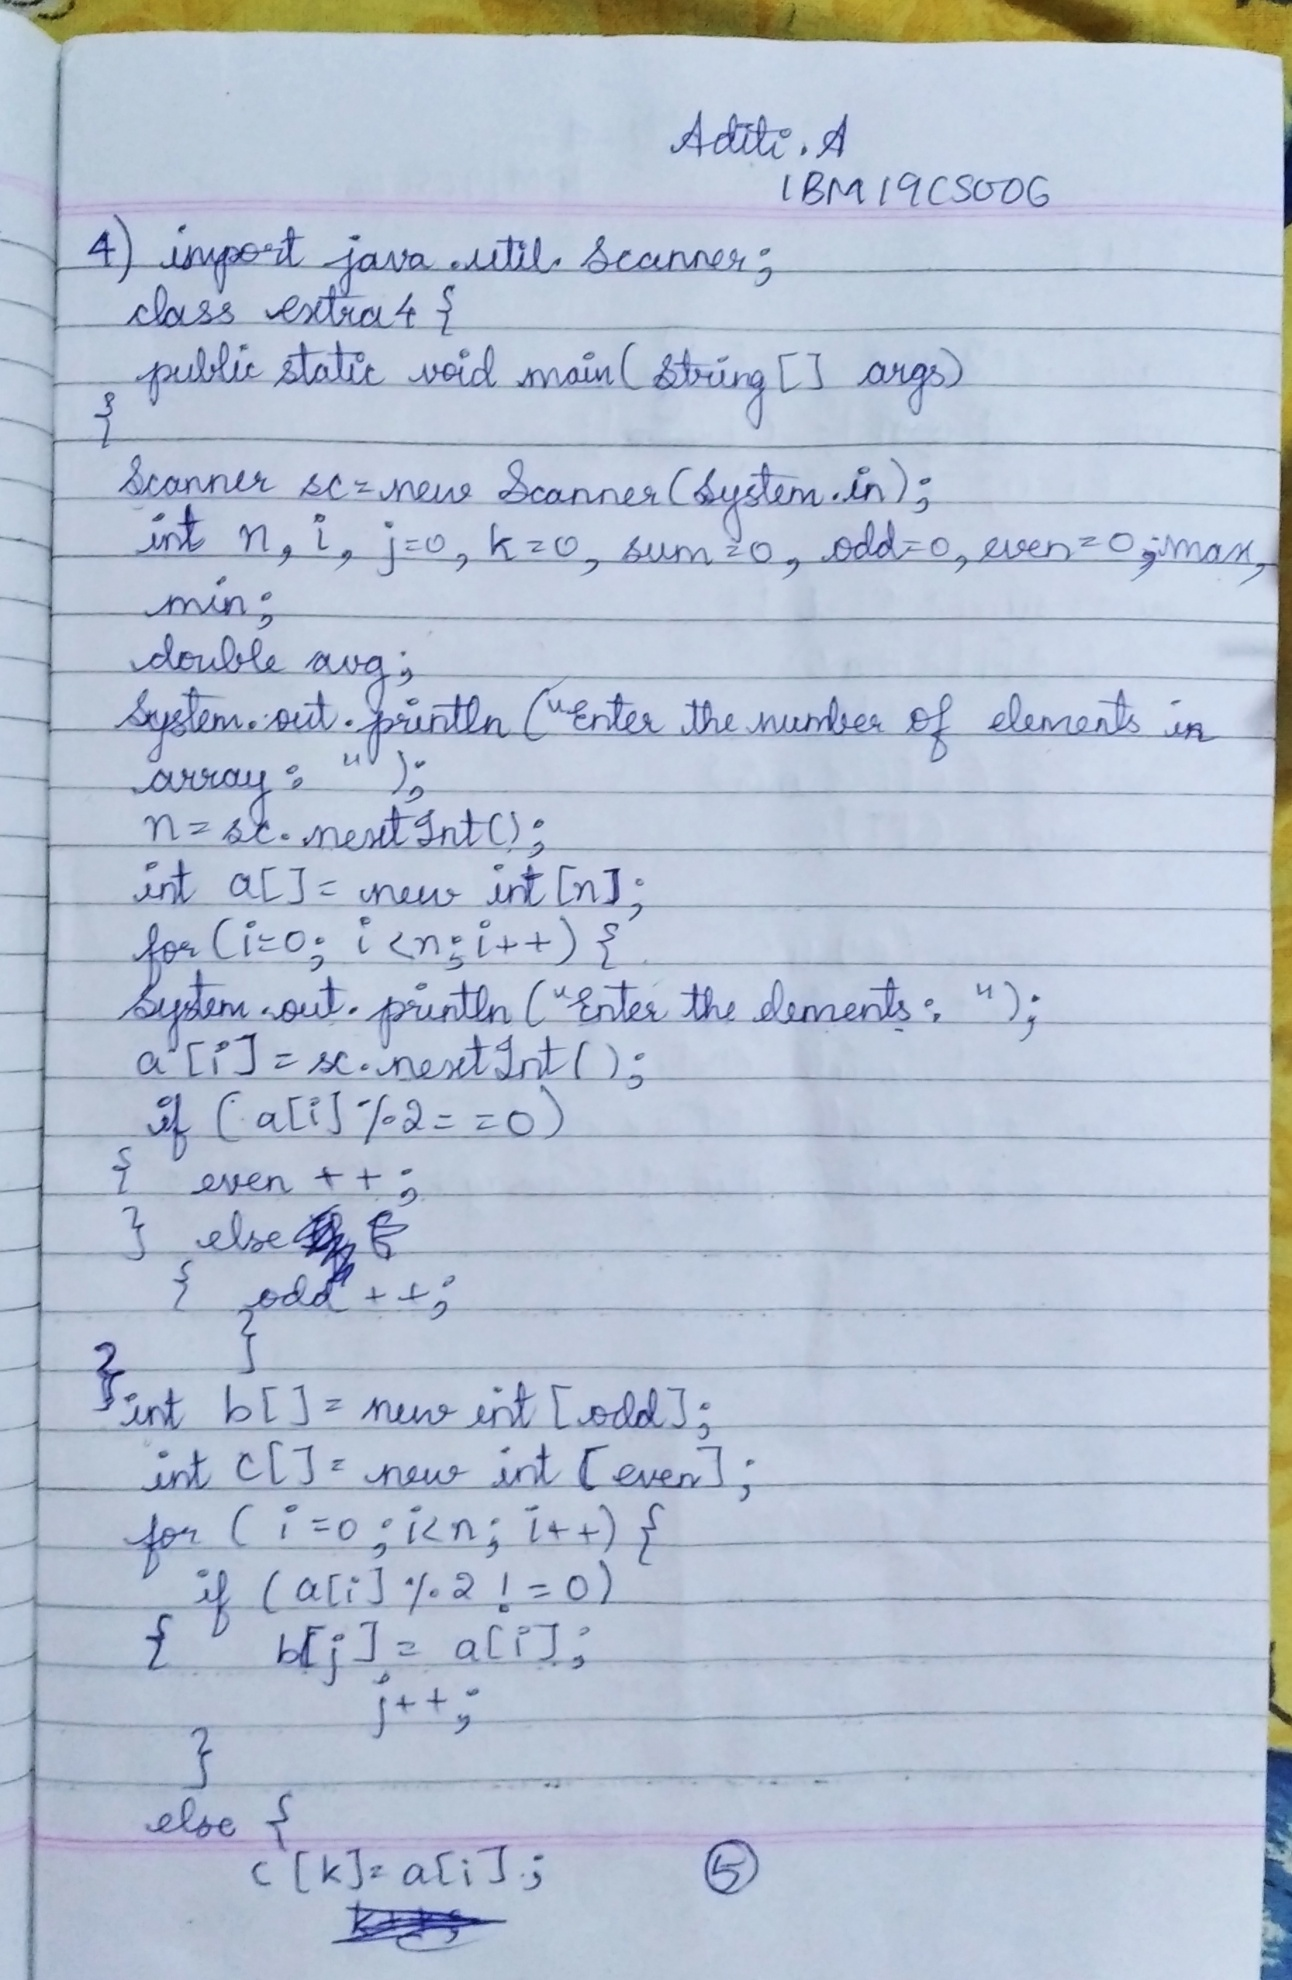 Aditi. A
1BM19CS006
4) import java.util.Scanner;
class extra4 {
public static void main(String[] args)
{
Scanner sc=new Scanner(System.in);
int n, i, j=0, k=0, sum=0, odd=0, even=0, max,
min;
double avg;
System.out.println("Enter the number of elements in
array: ");
n=sc.nextInt();
int a[]=new int[n];
for(i=0; i<n; i++) {
System.out.println("Enter the elements: ");
a[i]=sc.nextInt();
if (a[i]%2==0)
{ even++;
} else
{ odd++;
}
}
int b[]=new int[odd];
int c[]=new int[even];
for (i=0; i<n; i++) {
if (a[i]%2!=0)
{ b[j]=a[i];
j++;
}
else {
c[k]=a[i];
5